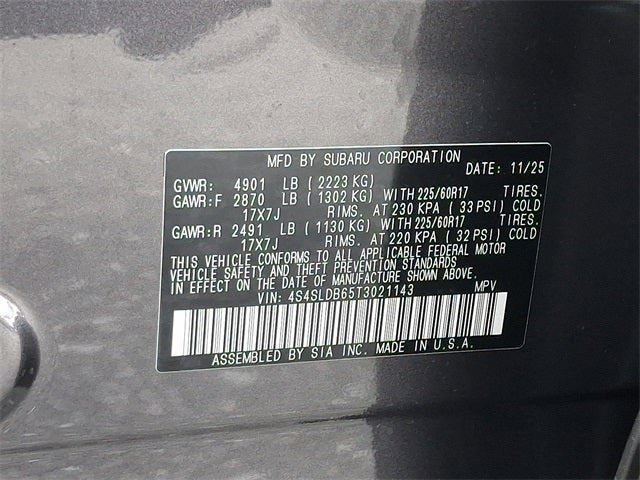 MFD BY SUBARU CORPORATION
DATE: 11/25
GVWR: 4901 LB ( 2223 KG)
GAWR:F 2870 LB ( 1302 KG) WITH 225/60R17 TIRES.
17X7J RIMS. AT 230 KPA ( 33 PSI) COLD
GAWR:R 2491 LB ( 1130 KG) WITH 225/60R17 TIRES.
17X7J RIMS. AT 220 KPA ( 32 PSI) COLD
THIS VEHICLE CONFORMS TO ALL APPLICABLE FEDERAL MOTOR
VEHICLE SAFETY AND THEFT PREVENTION STANDARDS
IN EFFECT ON THE DATE OF MANUFACTURE SHOWN ABOVE.
VIN: 4S4SLDB65T3021143 MPV
ASSEMBLED BY SIA INC. MADE IN U.S.A.